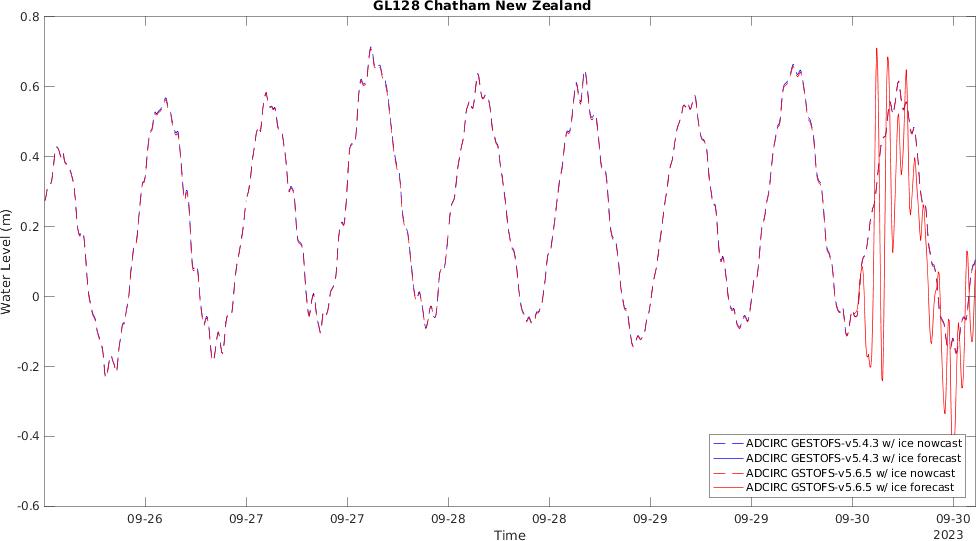 GL128 Chatham New Zealand
0.8
0.6
0.4
0.2
0
-0.2
-0.4
-0.6
Water Level (m)
ADCIRC GESTOFS-v5.4.3 w/ ice nowcast
ADCIRC GESTOFS-v5.4.3 w/ ice forecast
ADCIRC GSTOFS-v5.6.5 w/ ice nowcast
ADCIRC GSTOFS-v5.6.5 w/ ice forecast
09-26 09-27 09-27 09-28 09-28 09-29 09-29 09-30 09-30
2023
Time